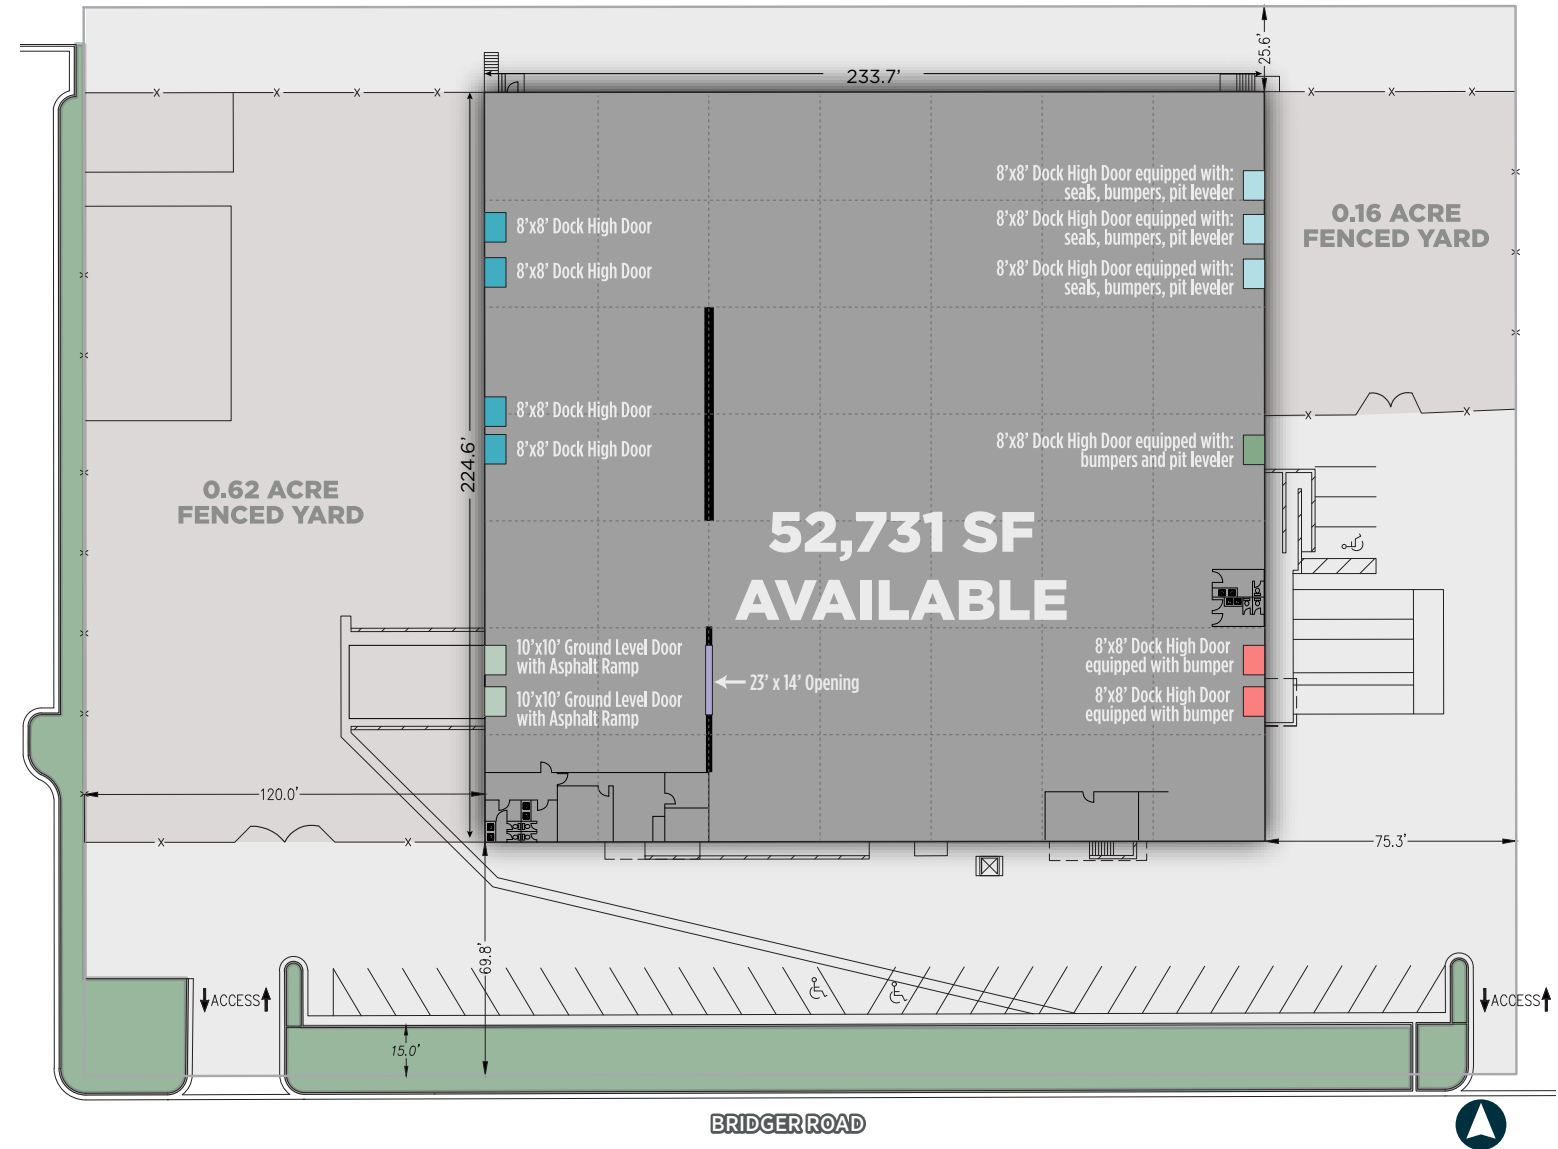 25.6'
233.7'
8'x8' Dock High Door equipped with:
seals, bumpers, pit leveler
8'x8' Dock High Door equipped with:
seals, bumpers, pit leveler
8'x8' Dock High Door equipped with:
seals, bumpers, pit leveler
0.16 ACRE
FENCED YARD
8'x8' Dock High Door
8'x8' Dock High Door
8'x8' Dock High Door
8'x8' Dock High Door
224.6'
8'x8' Dock High Door equipped with:
bumpers and pit leveler
0.62 ACRE
FENCED YARD
52,731 SF
AVAILABLE
10'x10' Ground Level Door
with Asphalt Ramp
10'x10' Ground Level Door
with Asphalt Ramp
23' x 14' Opening
8'x8' Dock High Door
equipped with bumper
8'x8' Dock High Door
equipped with bumper
120.0'
75.3'
69.8'
ACCESS
ACCESS
15.0'
BRIDGER ROAD